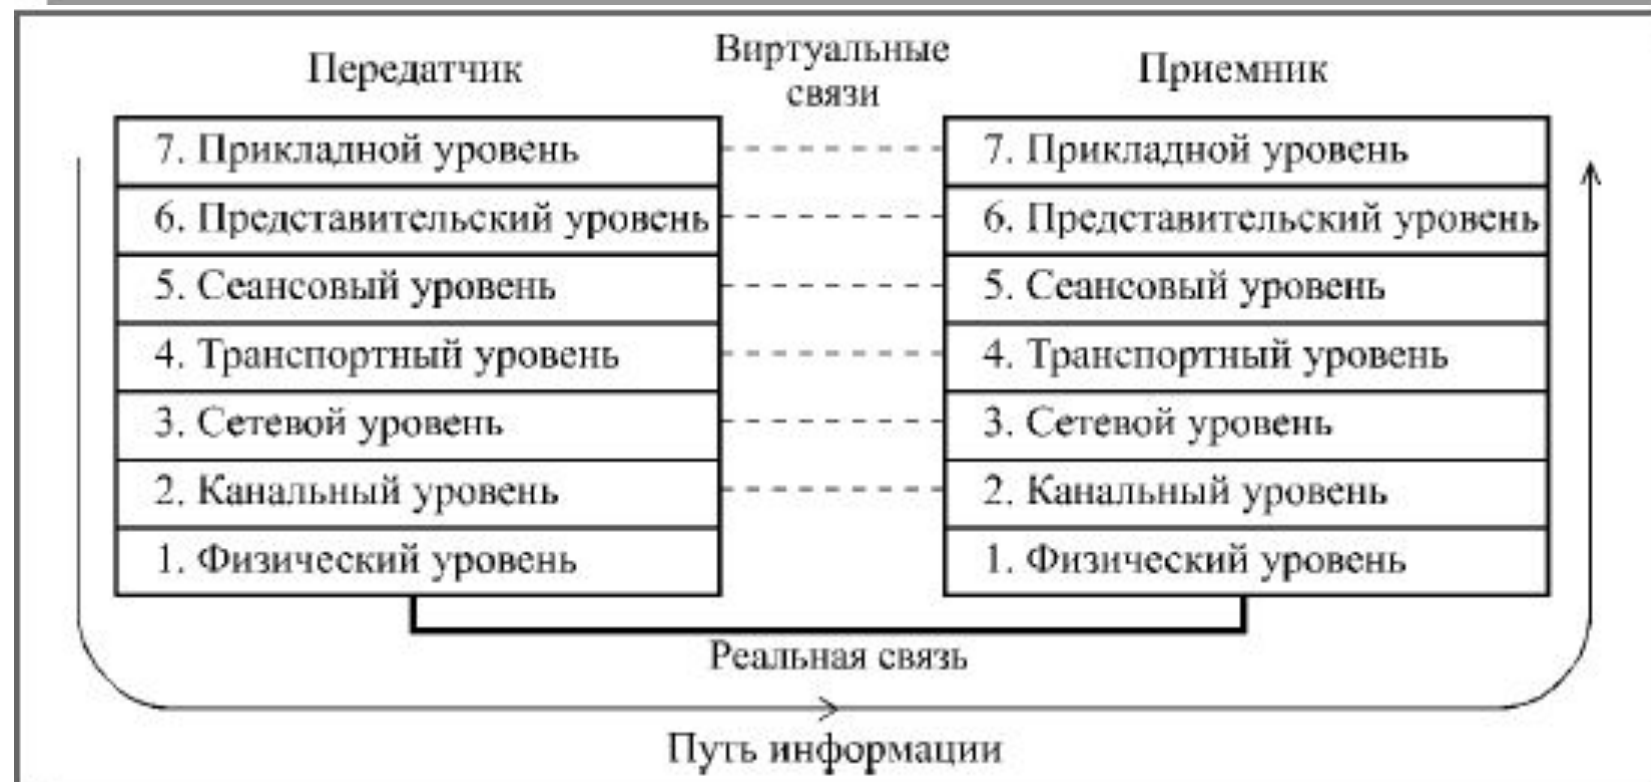 Передатчик
Виртуальные
связи
Приемник
7. Прикладной уровень
6. Представительский уровень
5. Сеансовый уровень
4. Транспортный уровень
3. Сетевой уровень
2. Канальный уровень
1. Физический уровень
7. Прикладной уровень
6. Представительский уровень
5. Сеансовый уровень
4. Транспортный уровень
3. Сетевой уровень
2. Канальный уровень
1. Физический уровень
Реальная связь
Путь информации